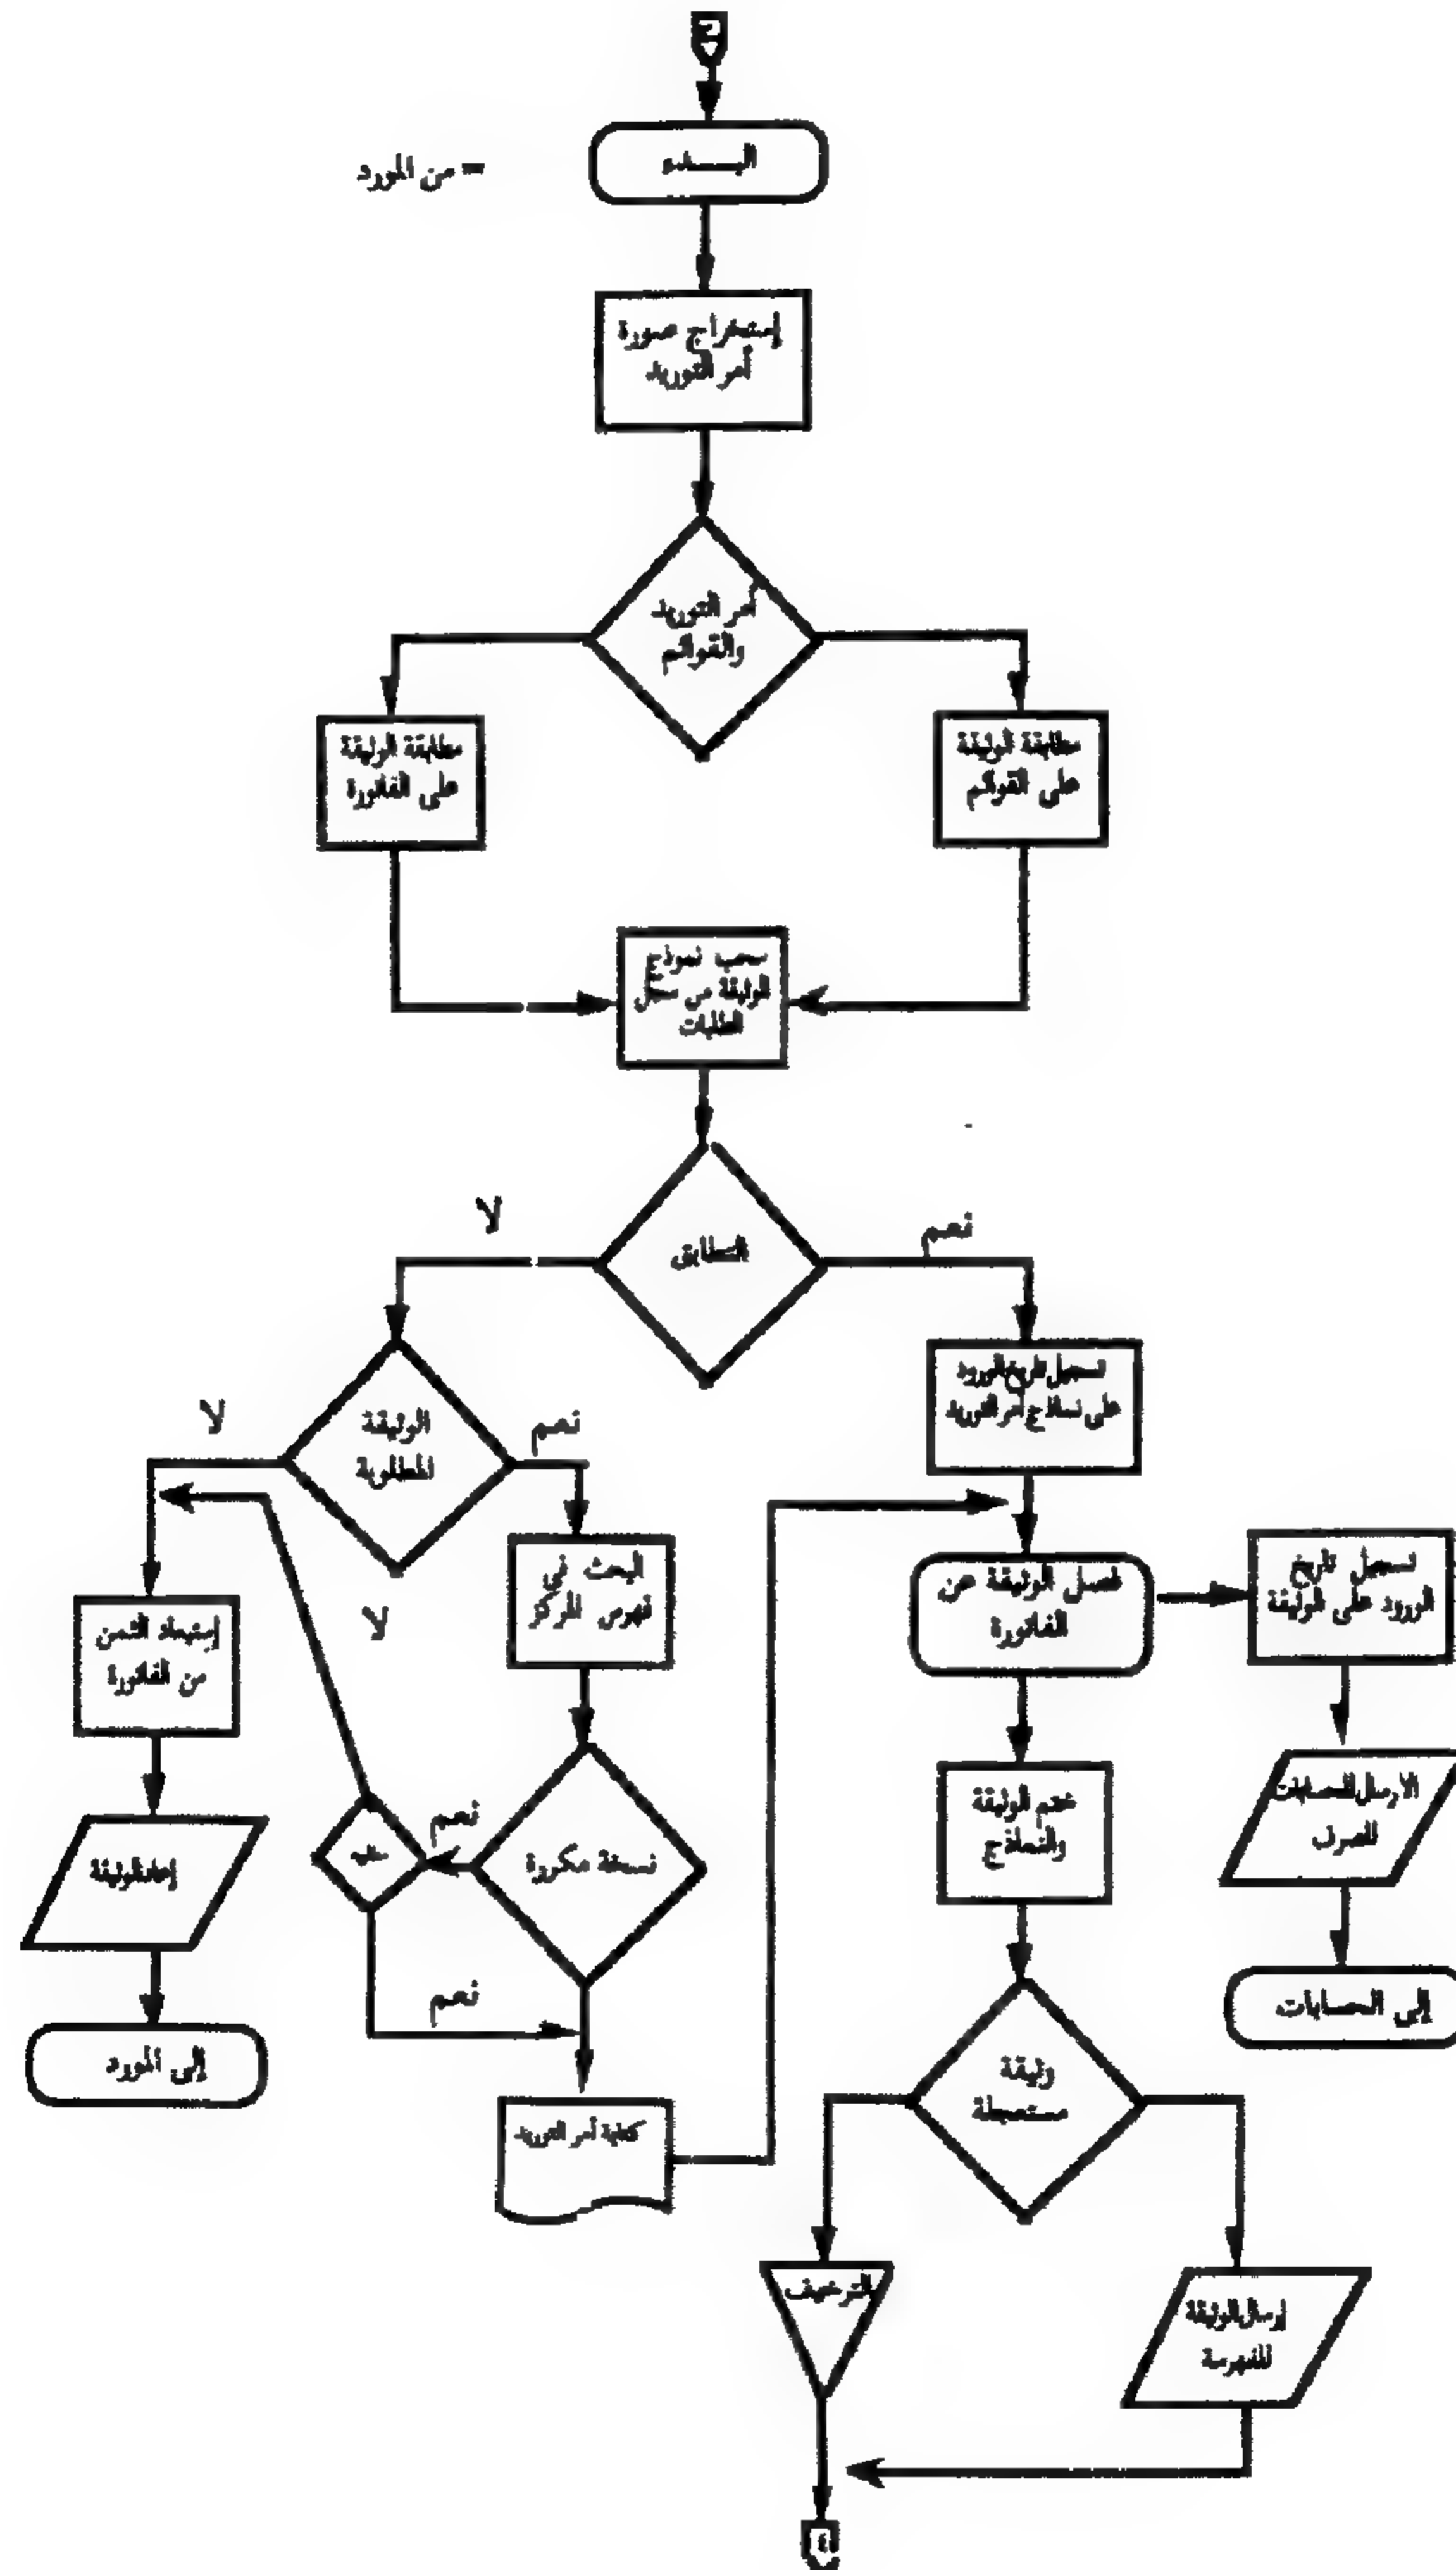 البـــــدء
= من المورد
إستخراج صورة
أمر التوريد
أمر التوريد
والقوائم
مطابقة الوثيقة
على القوائم
مطابقة الوثيقة
على الفاتورة
سحب نموذج
الوثيقة من سجل
الطلبات
التطابق
نعم
لا
تسجيل تاريخ الورود
على نماذج أمر التوريد
الوثيقة
المطلوبة
نعم
لا
فصل الوثيقة عن
الفاتورة
تسجيل تاريخ
الورود على الوثيقة
البحث فى
فهرس المركز
لا
إستبعاد الثمن
من الفاتورة
ختم الوثيقة
والنماذج
الارسال للحسابات
للصرف
نسخة مكررة
نعم
إعادة الوثيقة
نعم
إلى الحسابات
إلى المورد
وثيقة
مستعجلة
كتابة أمر التوريد
الترفيف
إرسال الوثيقة
للفهرسة
٤